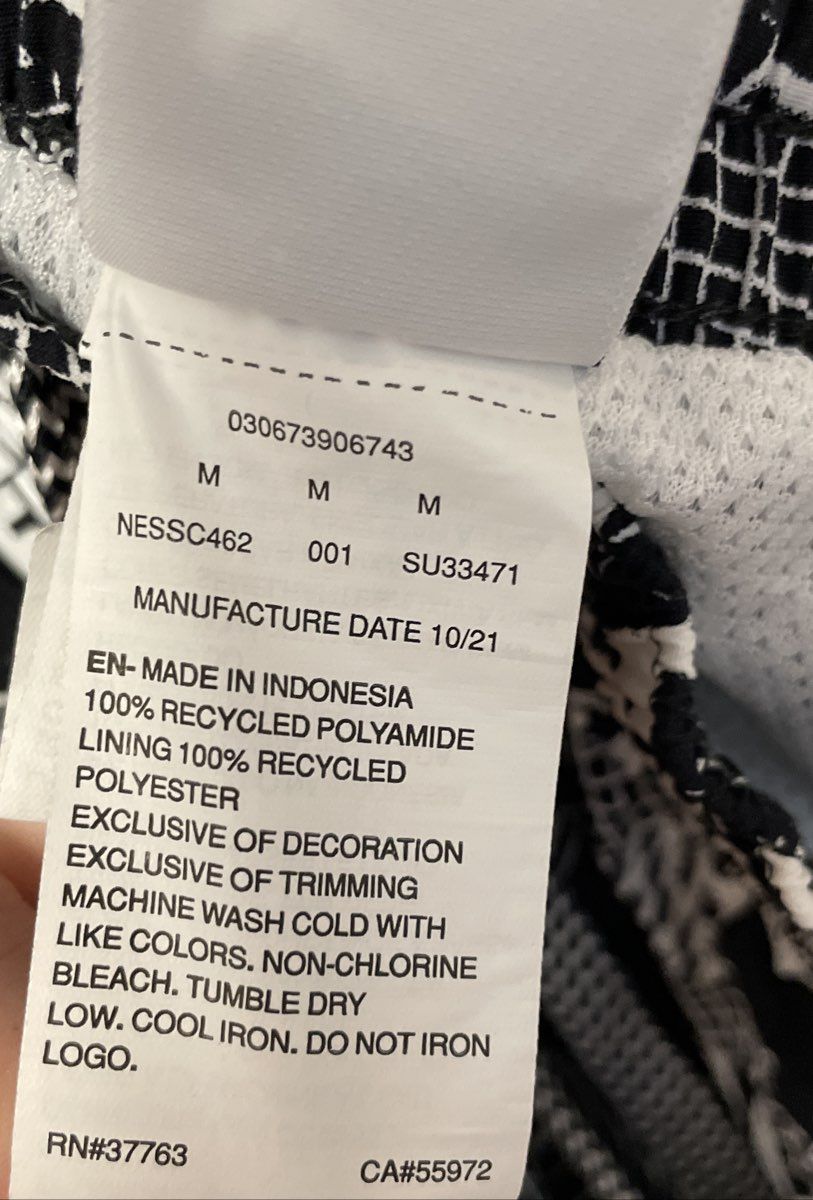 030673906743
M M M
NESSC462 001 SU33471
MANUFACTURE DATE 10/21
EN- MADE IN INDONESIA
100% RECYCLED POLYAMIDE
LINING 100% RECYCLED
POLYESTER
EXCLUSIVE OF DECORATION
EXCLUSIVE OF TRIMMING
MACHINE WASH COLD WITH
LIKE COLORS. NON-CHLORINE
BLEACH. TUMBLE DRY
LOW. COOL IRON. DO NOT IRON
LOGO.
RN#37763 CA#55972